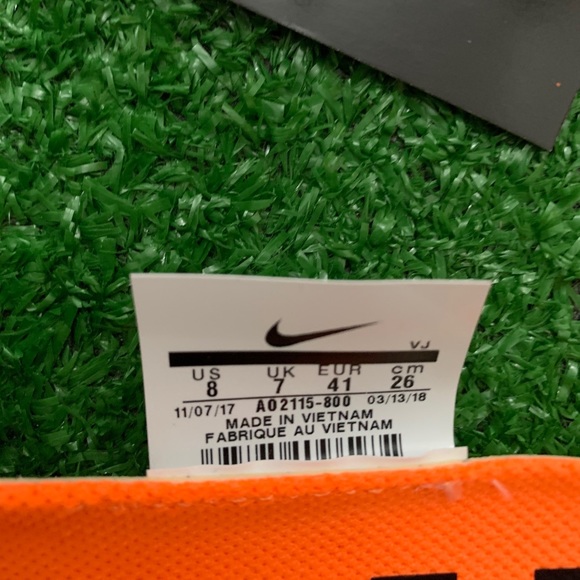 VJ
US UK EUR cm
8 7 41 26
11/07/17 AO2115-800 03/13/18
MADE IN VIETNAM
FABRIQUE AU VIETNAM